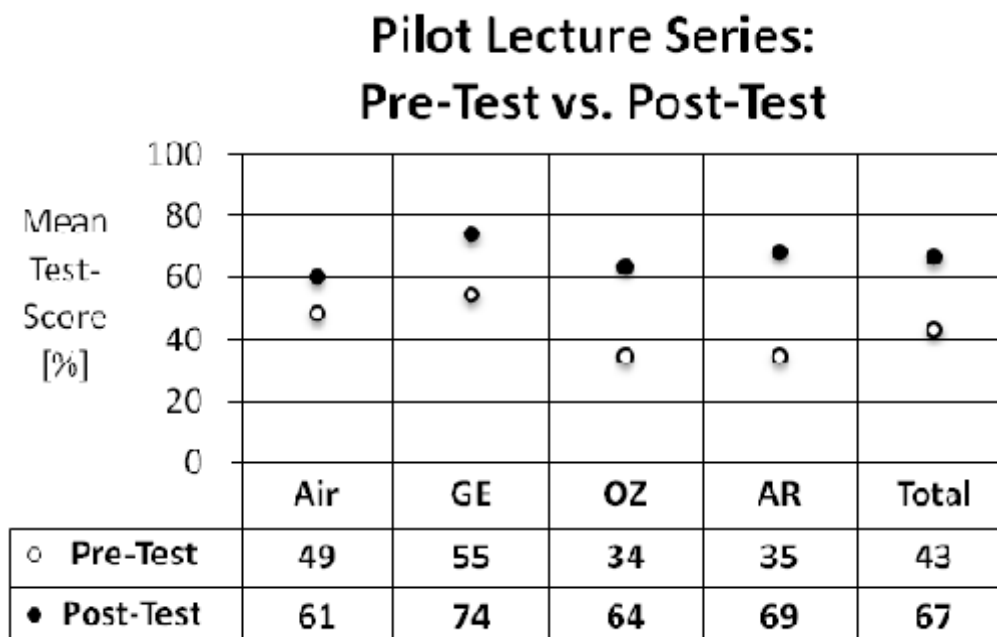 Pilot Lecture Series:
Pre-Test vs. Post-Test
Mean
Test-
Score
[%]
100
80
60
40
20
0
Air GE OZ AR Total
Pre-Test 49 55 34 35 43
Post-Test 61 74 64 69 67